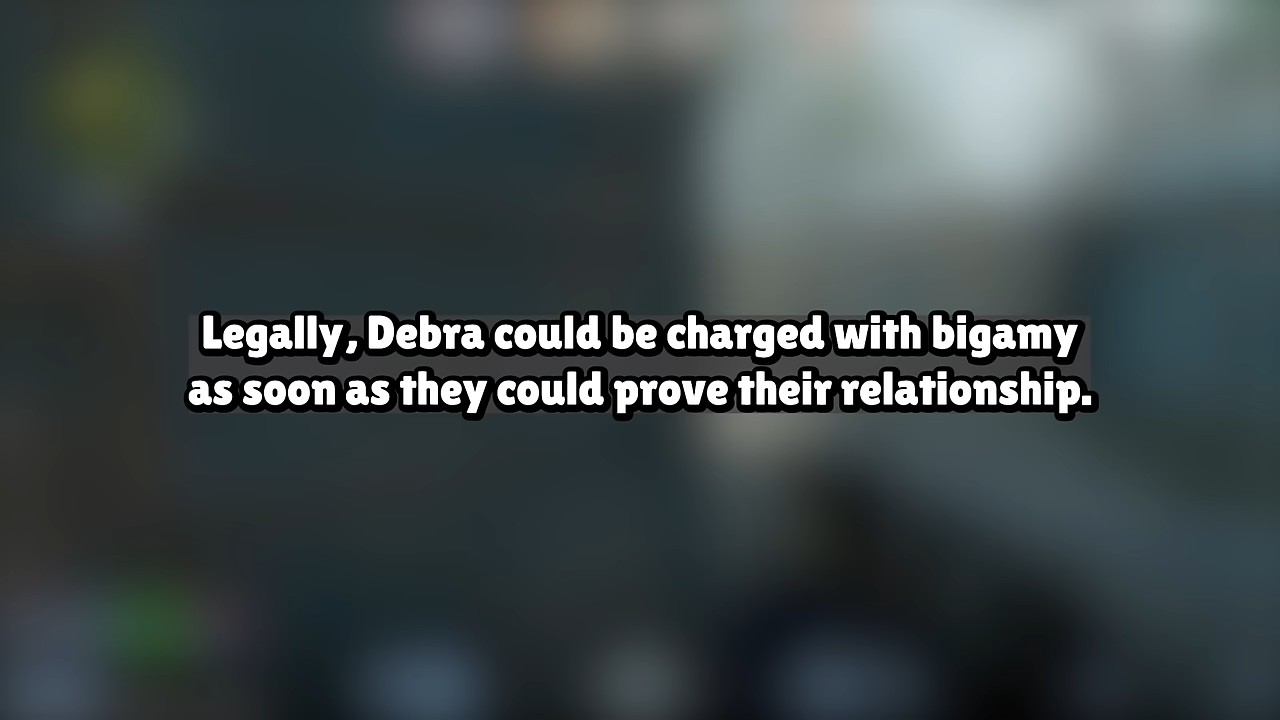 Legally, Debra could be charged with bigamy
as soon as they could prove their relationship.